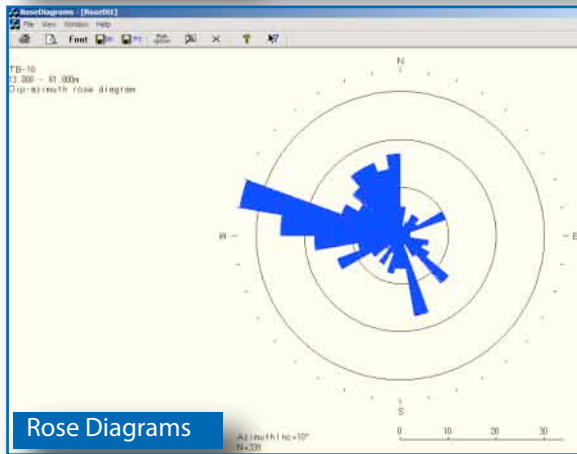 RoseDiagrams - [RoseDi1]
File View Window Help
Font
TB-10
13.000 - 61.000m
Dip-azimuth rose diagram
N
W
E
S
Azimuth Inc=10°
N=339
0 10 20 30
Rose Diagrams